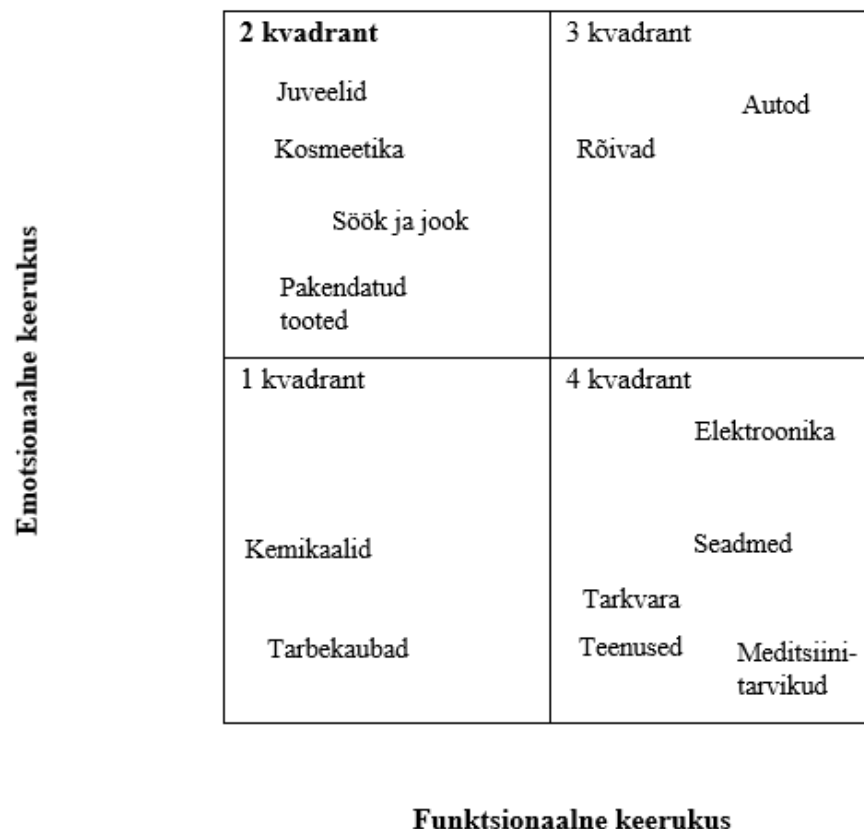 Emotsionaalne keerukus
2 kvadrant
Juveelid
Kosmeetika
Söök ja jook
Pakendatud
tooted
3 kvadrant
Autod
Rõivad
1 kvadrant
Kemikaalid
Tarbekaubad
4 kvadrant
Elektroonika
Seadmed
Tarkvara
Teenused
Meditsiini-
tarvikud
Funktsionaalne keerukus